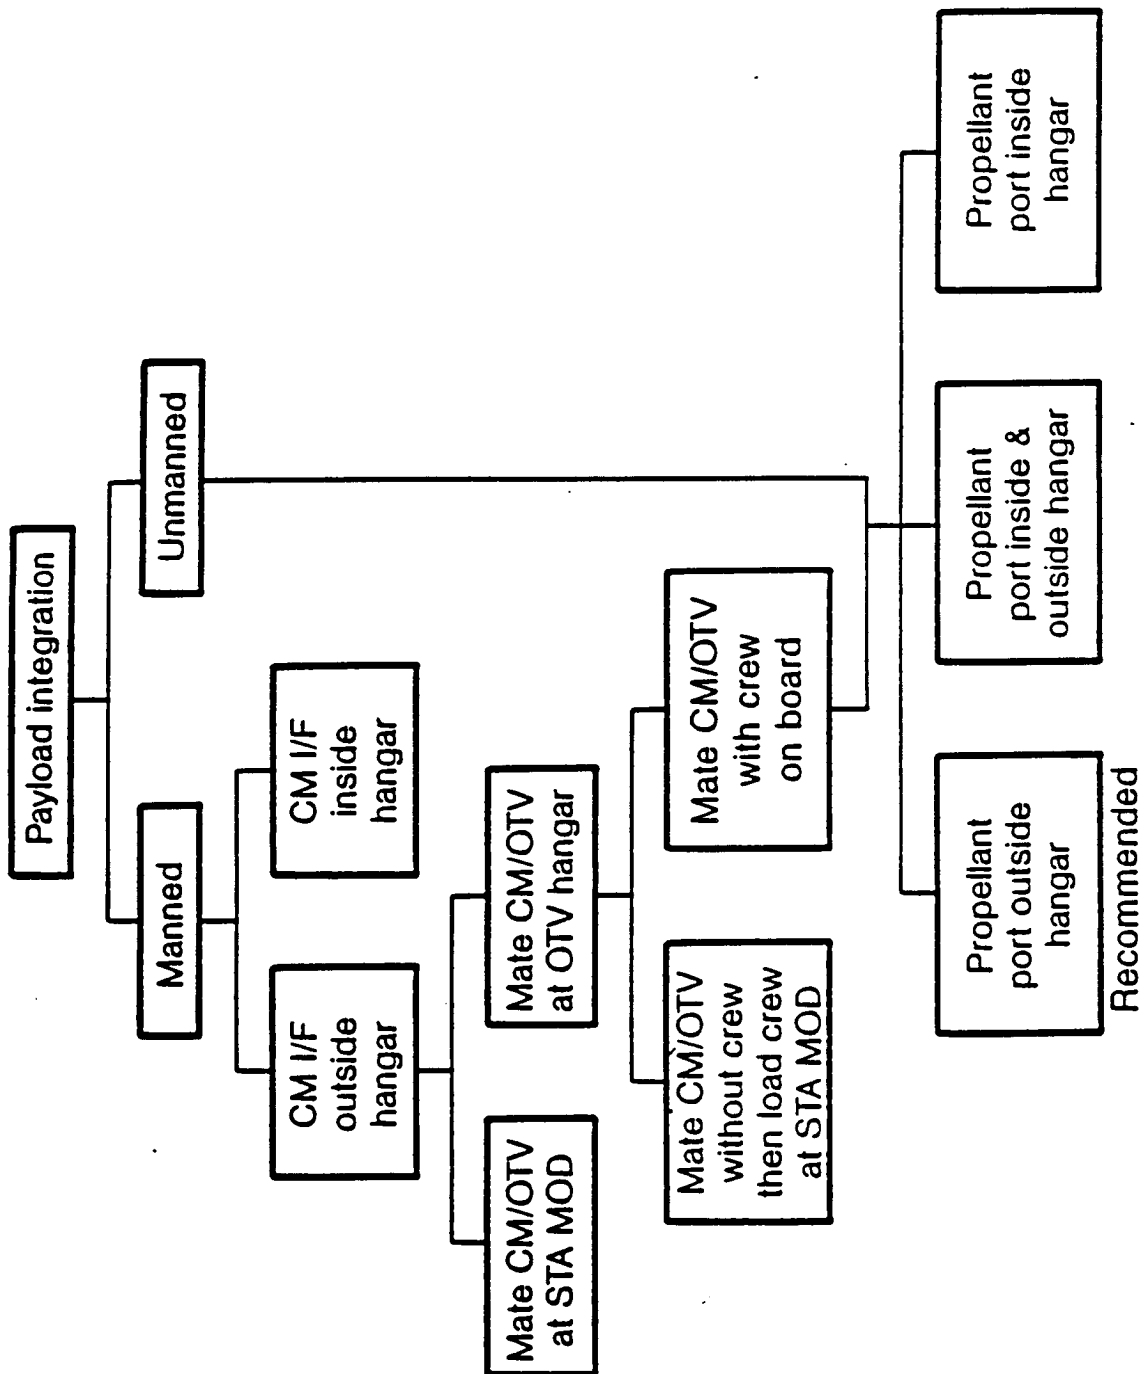 Payload integration
Manned
Unmanned
CM I/F
outside
hangar
CM I/F
inside
hangar
Mate CM/OTV
at STA MOD
Mate CM/OTV
at OTV hangar
Mate CM/OTV
without crew
then load crew
at STA MOD
Mate CM/OTV
with crew
on board
Propellant
port outside
hangar
Propellant
port inside &
outside hangar
Propellant
port inside
hangar
Recommended